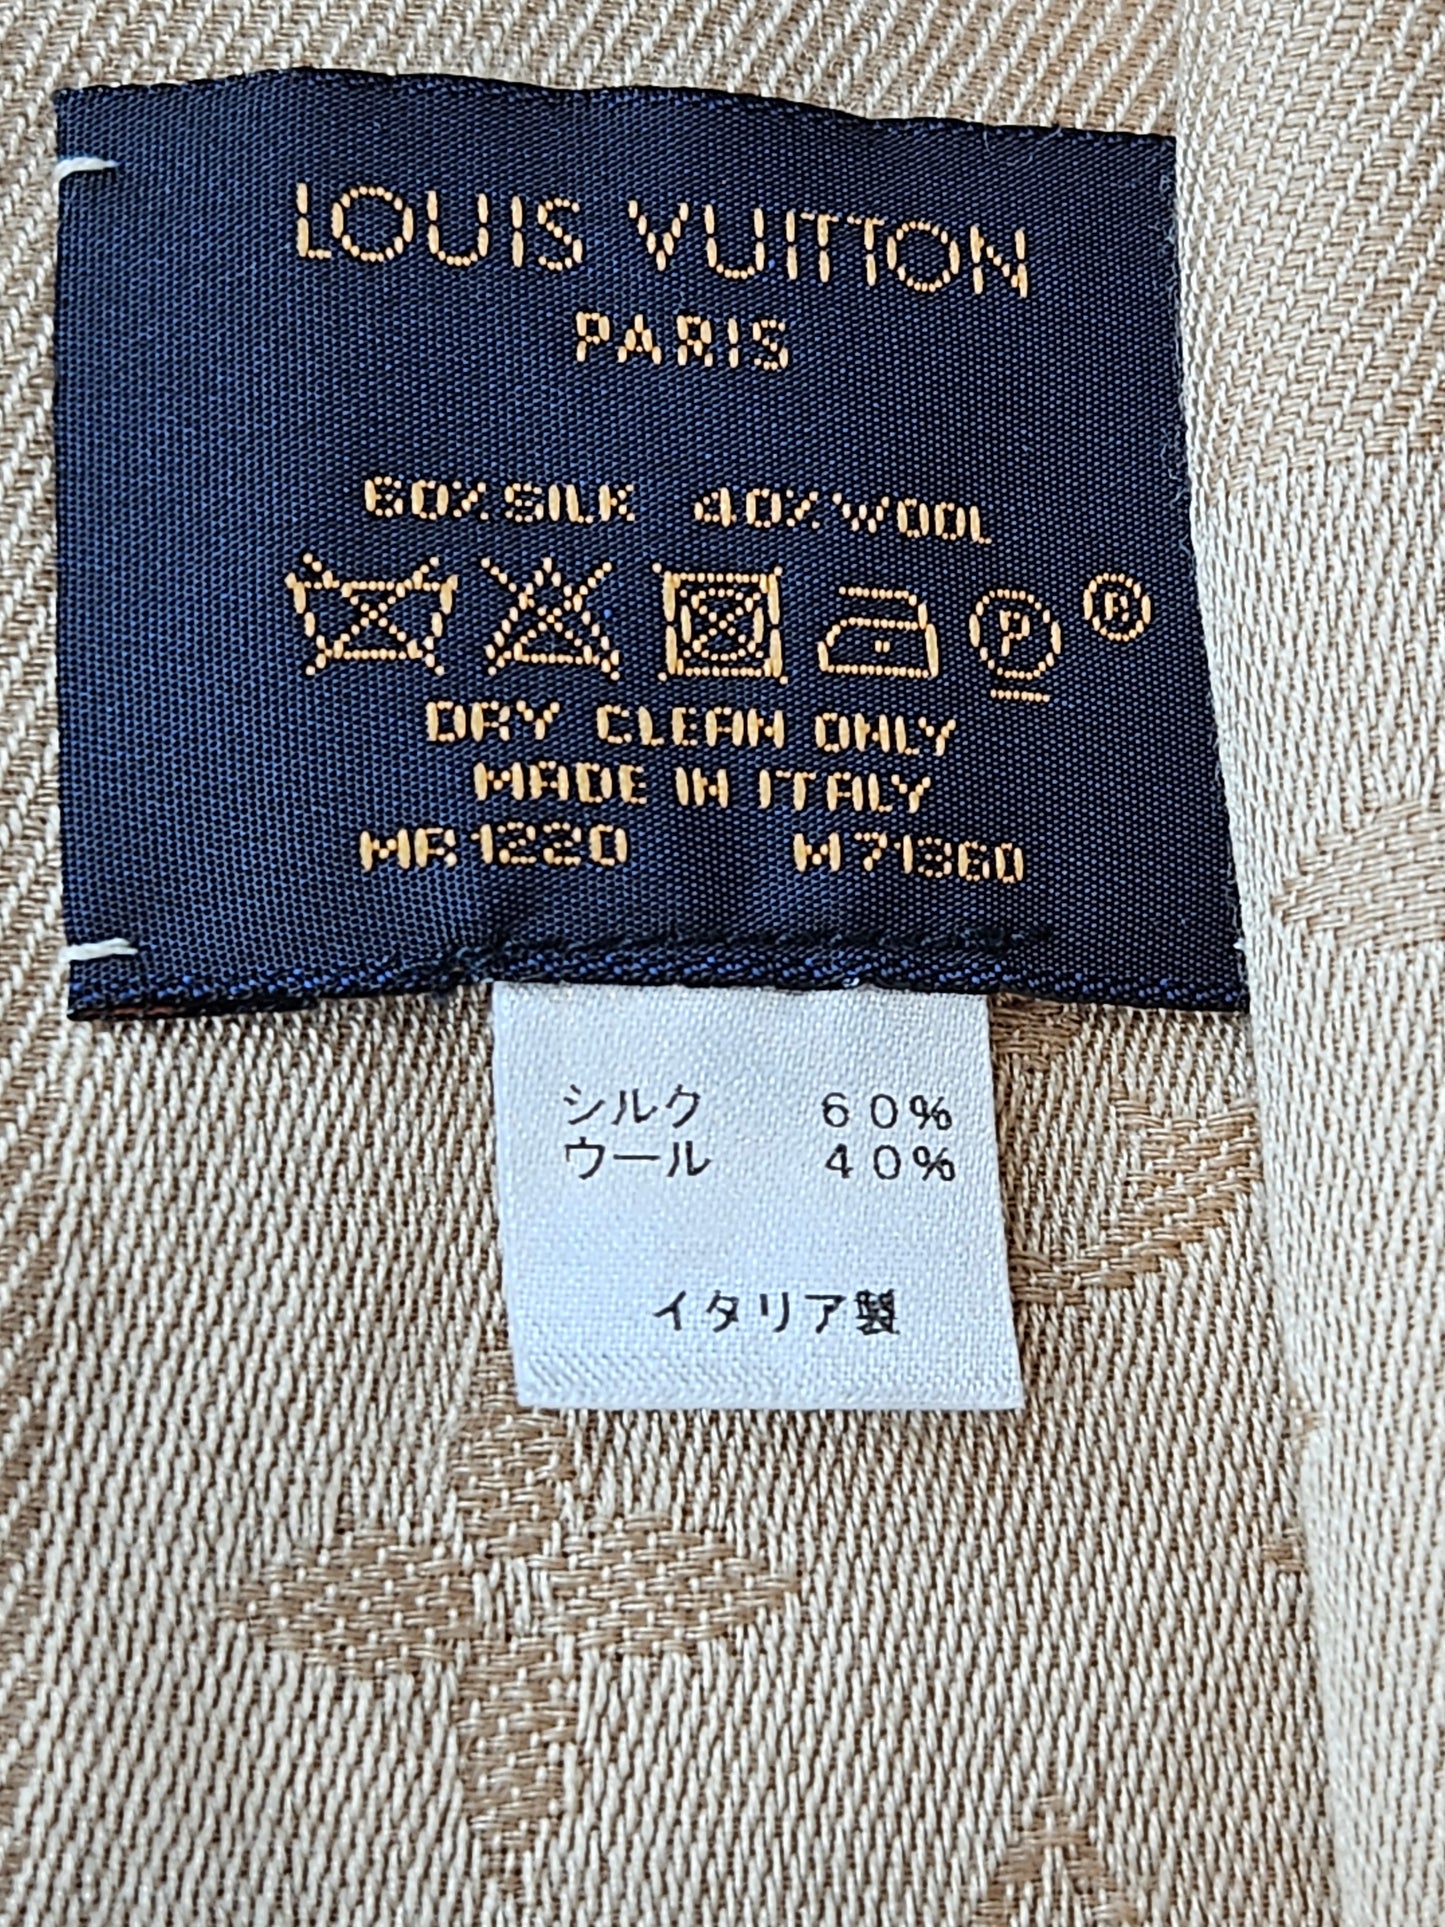 LOUIS VUITTON
PARIS
60% SILK 40% WOOL
P ®
DRY CLEAN ONLY
MADE IN ITALY
MR1220 M71360
シルク 60%
ウール 40%
イタリア製